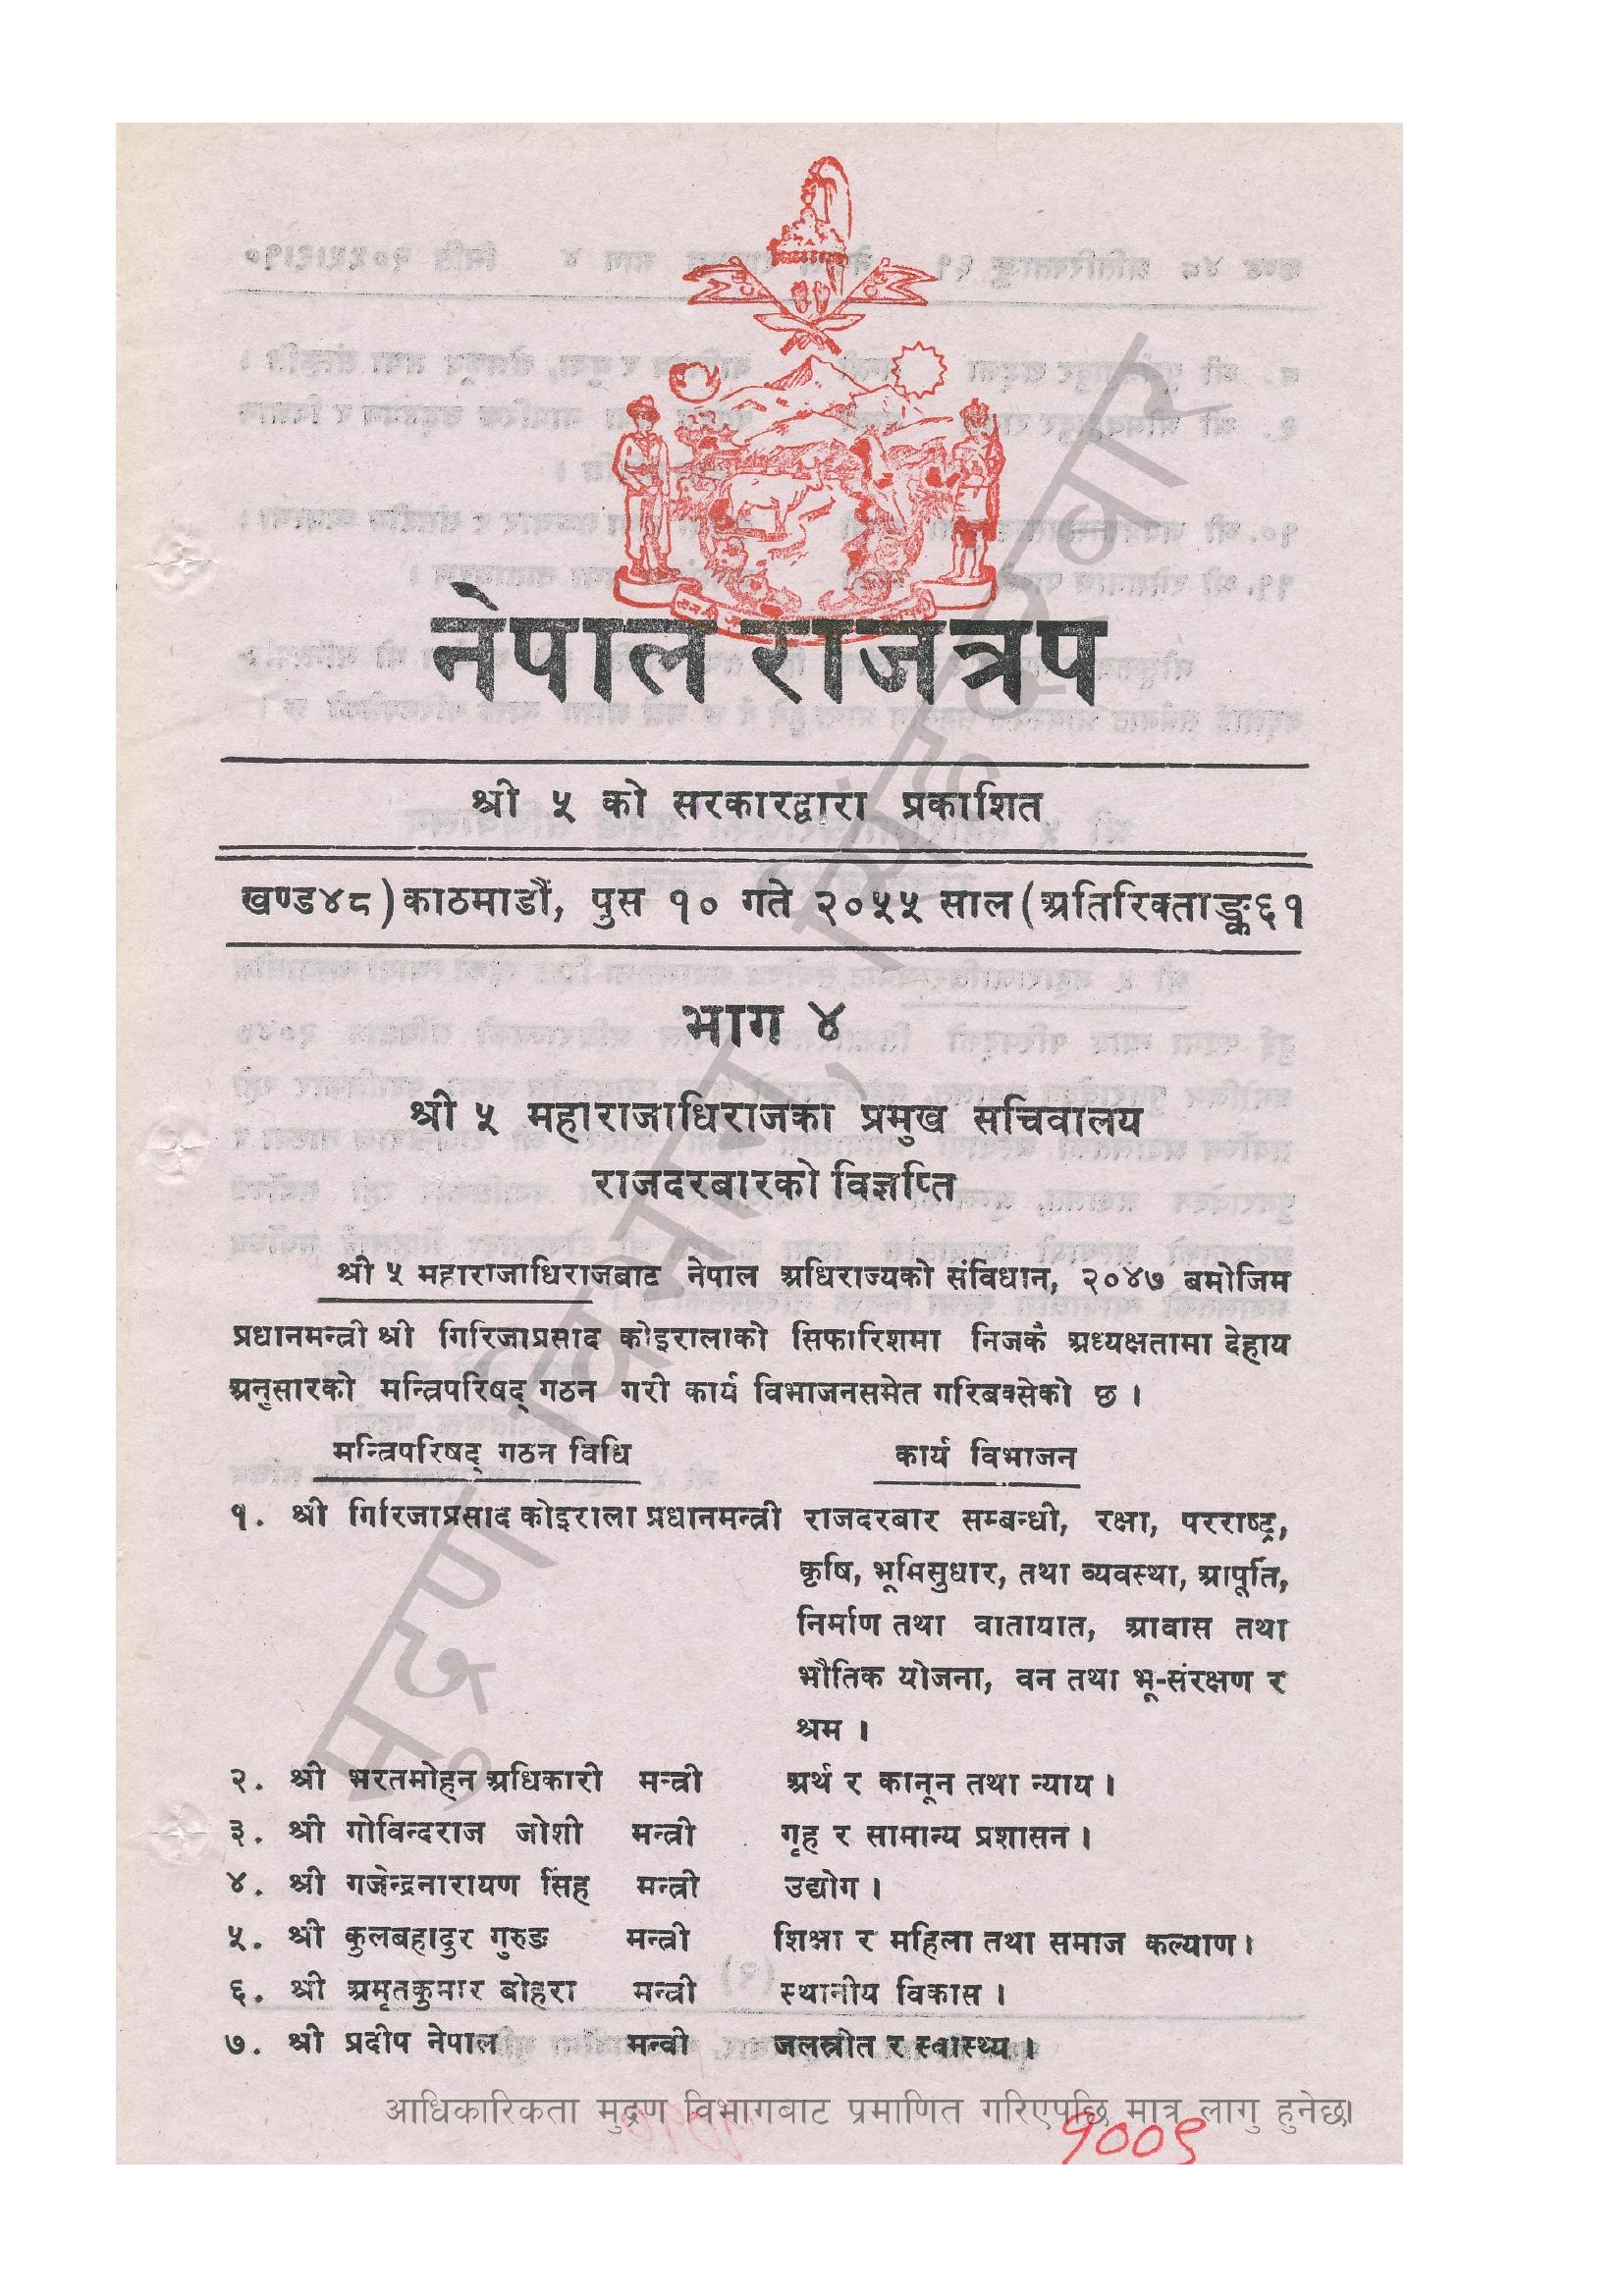 नेपाल राजत्रप
श्री ५ को सरकारद्वारा प्रकाशित
खण्ड४८) काठमाडौं, पुस १० गते २०५५ साल (अतिरिक्ताङ्क६१
भाग ४
श्री ५ महाराजाधिराजका प्रमुख सचिवालय
राजदरबारको विज्ञप्ति
श्री ५ महाराजाधिराजबाट नेपाल अधिराज्यको संविधान, २०४७ बमोजिम
प्रधानमन्त्री श्री गिरिजाप्रसाद कोइरालाको सिफारिशमा निजकै अध्यक्षतामा देहाय
अनुसारको मन्त्रिपरिषद् गठन गरी कार्य विभाजनसमेत गरिबक्सेको छ ।
मन्त्रिपरिषद् गठन विधि कार्य विभाजन
१. श्री गिरिजाप्रसाद कोइराला प्रधानमन्त्री राजदरबार सम्बन्धी, रक्षा, परराष्ट्र,
कृषि, भूमिसुधार, तथा व्यवस्था, आपूर्ति,
निर्माण तथा वातायात, आवास तथा
भौतिक योजना, वन तथा भू-संरक्षण र
श्रम ।
२. श्री भरतमोहन अधिकारी मन्त्री अर्थ र कानून तथा न्याय ।
३. श्री गोविन्दराज जोशी मन्त्री गृह र सामान्य प्रशासन ।
४. श्री गजेन्द्रनारायण सिंह मन्त्री उद्योग ।
५. श्री कुलबहादुर गुरुङ मन्त्री शिक्षा र महिला तथा समाज कल्याण ।
६. श्री अमृतकुमार बोहरा मन्त्री स्थानीय विकास ।
७. श्री प्रदीप नेपाल मन्त्री जलस्रोत र स्वास्थ्य ।
आधिकारिकता मुद्रण विभागबाट प्रमाणित गरिएपछि मात्र लागु हुनेछ।
१००९
मुद्रण विभाग, सिंहदरवार